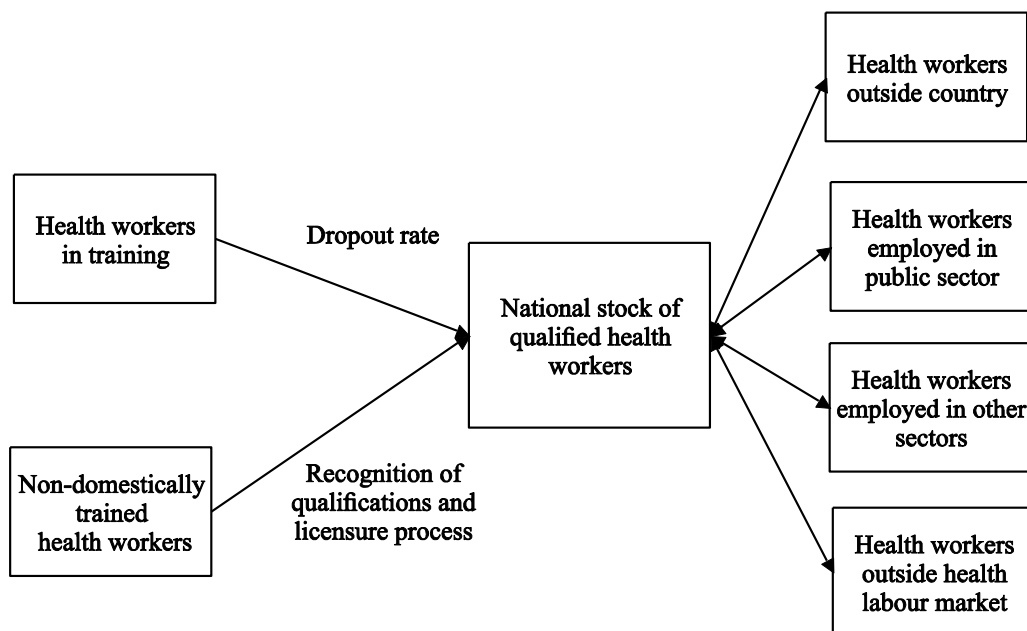 Health workers
in training
Non-domestically
trained
health workers
Dropout rate
Recognition of
qualifications and
licensure process
National stock of
qualified health
workers
Health workers
outside country
Health workers
employed in
public sector
Health workers
employed in other
sectors
Health workers
outside health
labour market